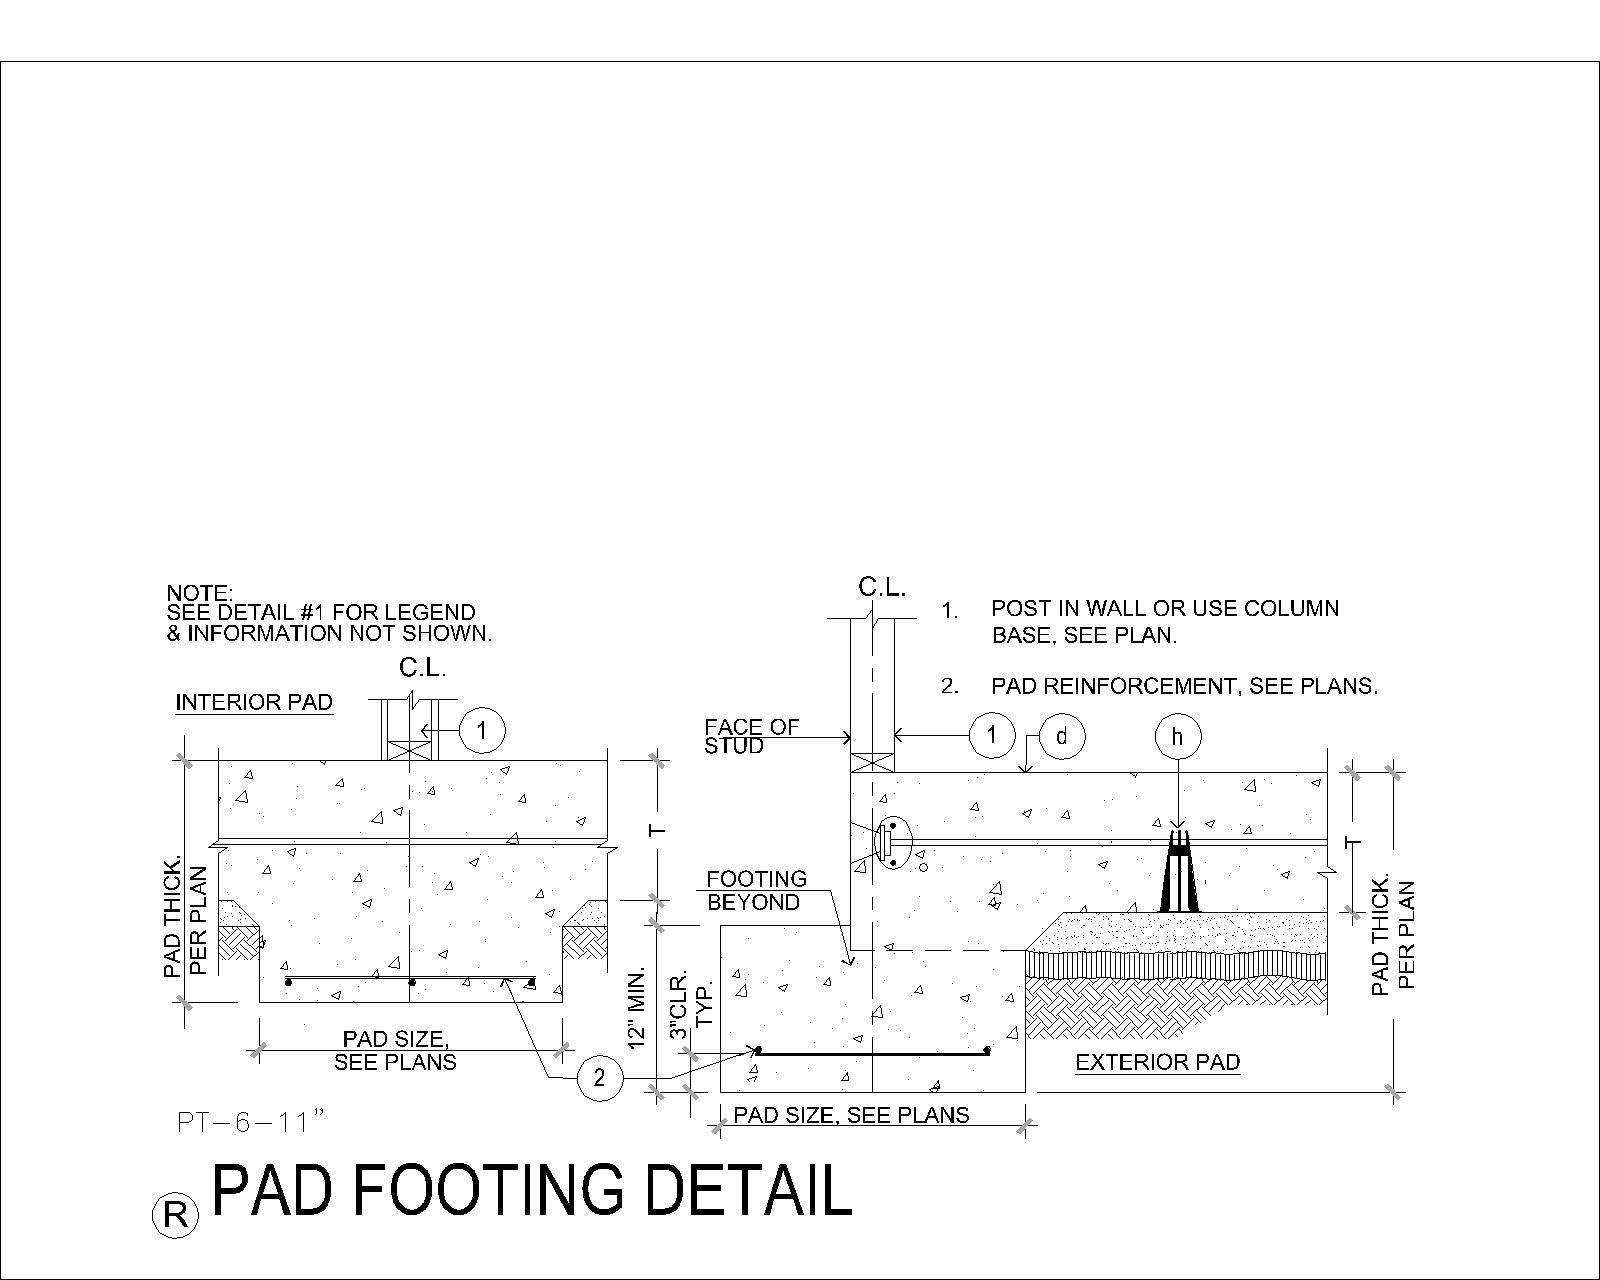 NOTE:
SEE DETAIL #1 FOR LEGEND
& INFORMATION NOT SHOWN.
C.L.
INTERIOR PAD
1
PAD THICK.
PER PLAN
T
PAD SIZE,
SEE PLANS
2
12" MIN.
3"CLR.
TYP.
C.L.
1. POST IN WALL OR USE COLUMN
BASE, SEE PLAN.
2. PAD REINFORCEMENT, SEE PLANS.
FACE OF
STUD
1
d
h
FOOTING
BEYOND
T
PAD THICK.
PER PLAN
EXTERIOR PAD
PAD SIZE, SEE PLANS
PT-6-11”
R PAD FOOTING DETAIL